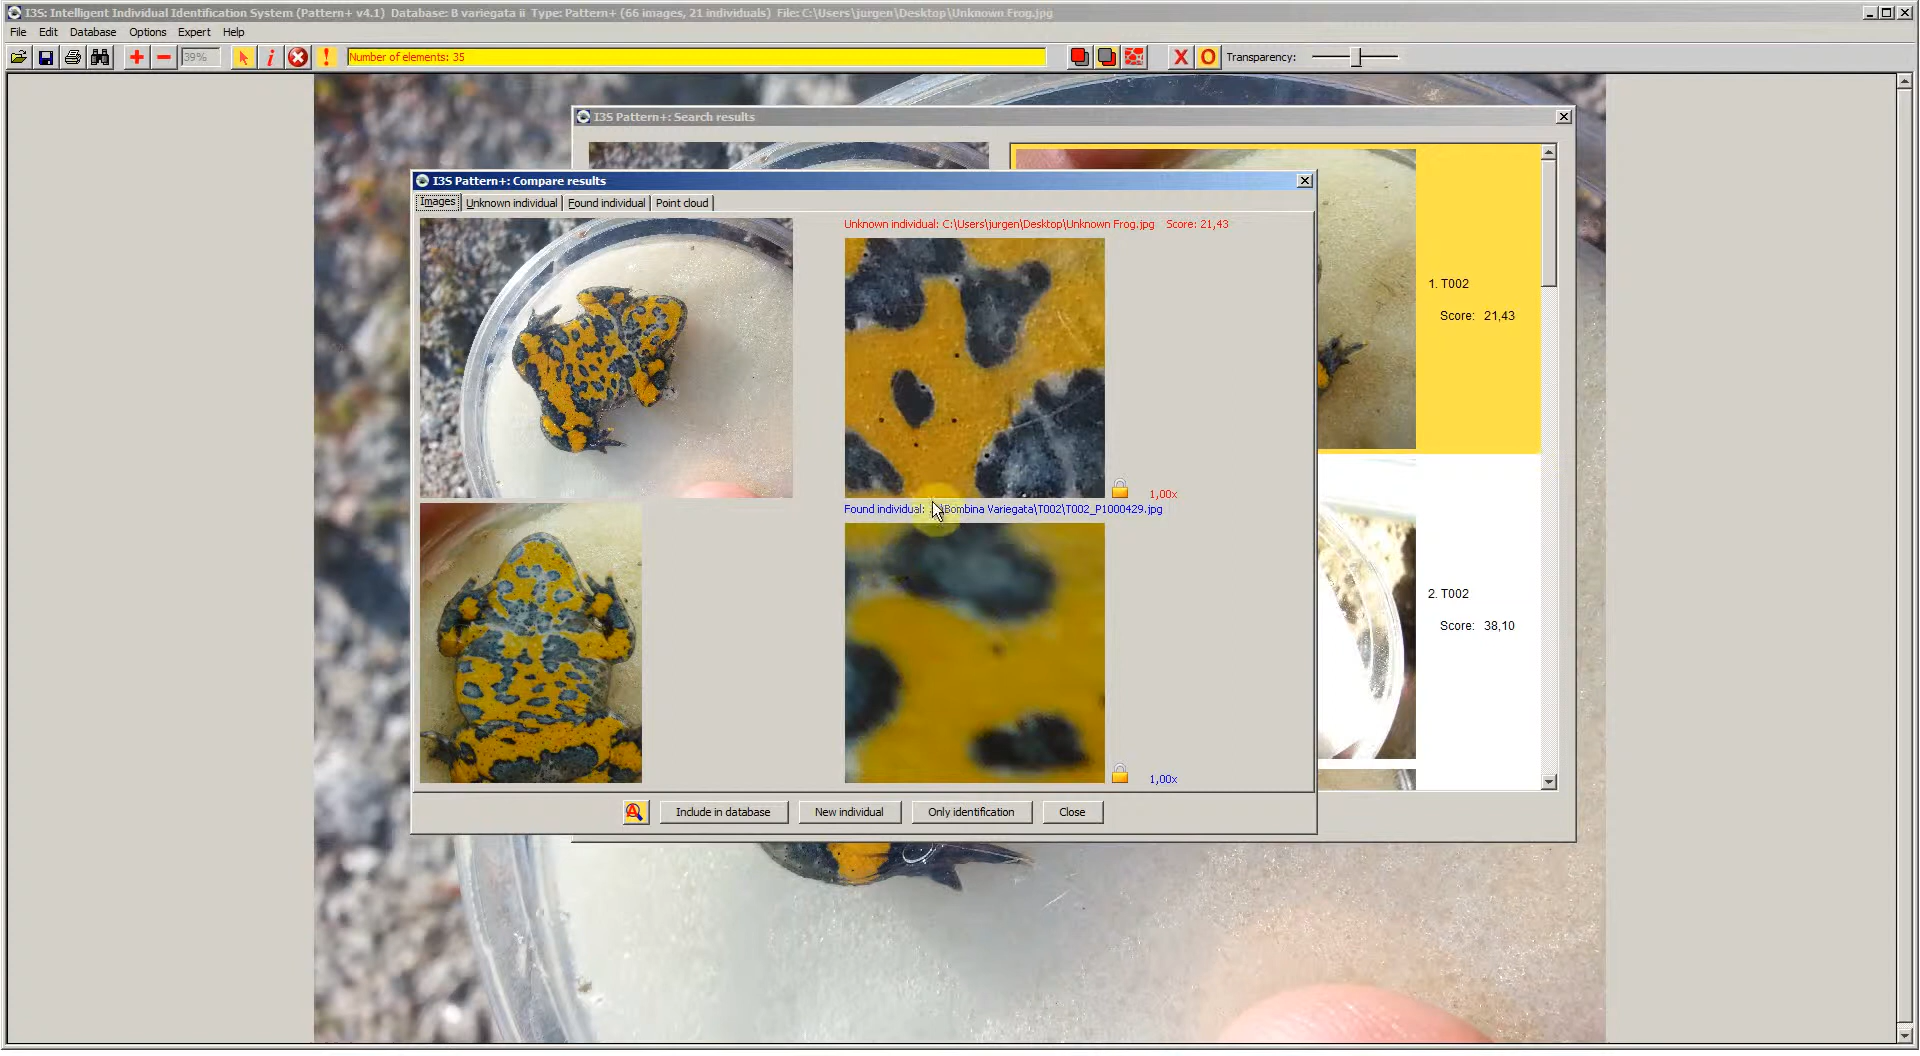 I3S: Intelligent Individual Identification System (Pattern+ v4.1)  Database: B variegata ii  Type: Pattern+ (66 images, 21 individuals)  File: C:\Users\jurgen\Desktop\Unknown Frog.jpg
File Edit Database Options Expert Help
39%
Number of elements: 35
Transparency:
I3S Pattern+: Search results
I3S Pattern+: Compare results
Images Unknown individual Found individual Point cloud
Unknown individual: C:\Users\jurgen\Desktop\Unknown Frog.jpg Score: 21,43
1. T002
Score: 21,43
1,00x
Found individual: \Bombina Variegata\T002\T002_P1000429.jpg
2. T002
Score: 38,10
1,00x
Include in database New individual Only identification Close